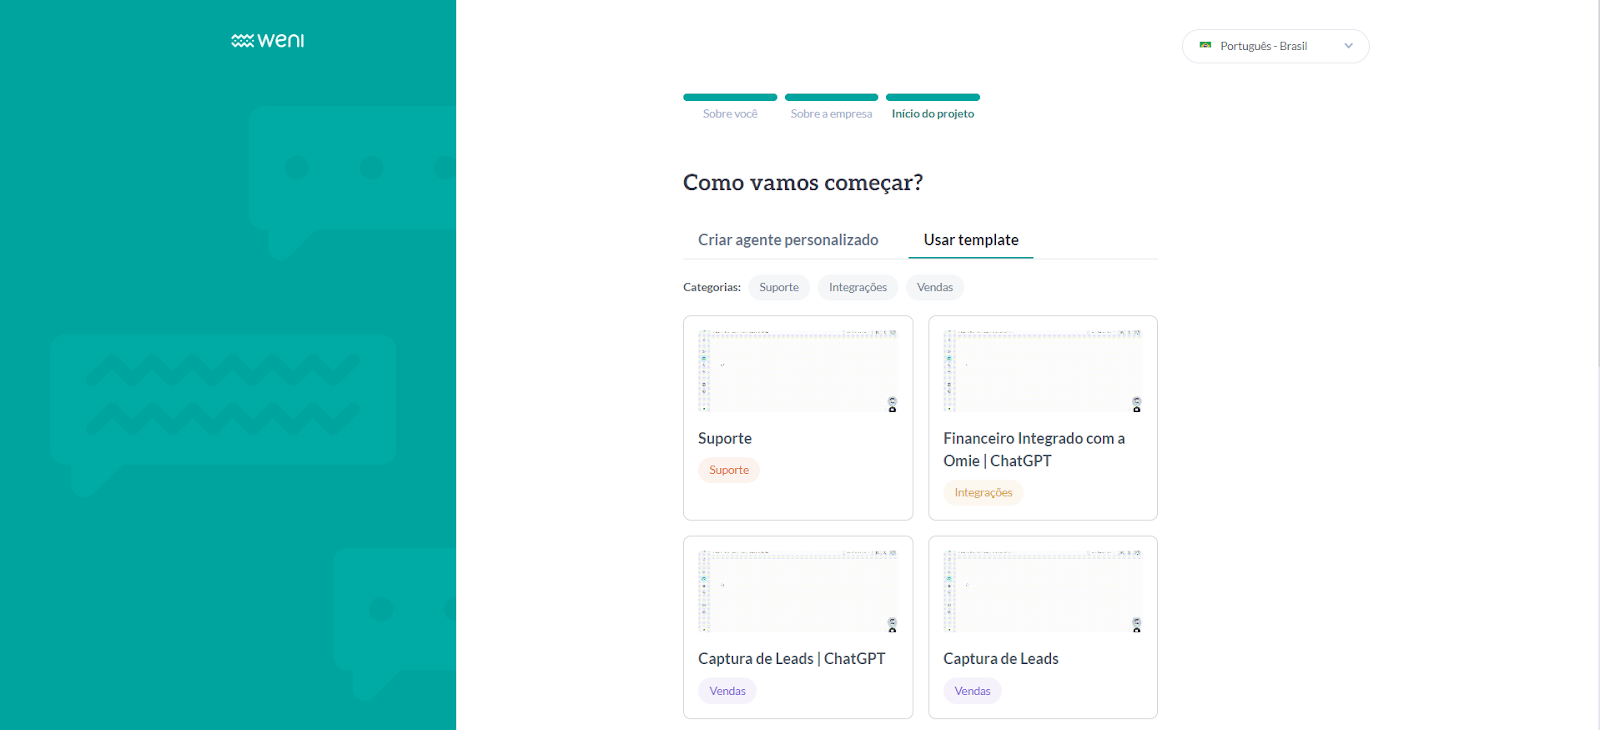 weni
Português - Brasil
Sobre você
Sobre a empresa
Início do projeto
Como vamos começar?
Criar agente personalizado
Usar template
Categorias:
Suporte
Integrações
Vendas
Suporte
Suporte
Financeiro Integrado com a
Omie | ChatGPT
Integrações
Captura de Leads | ChatGPT
Vendas
Captura de Leads
Vendas